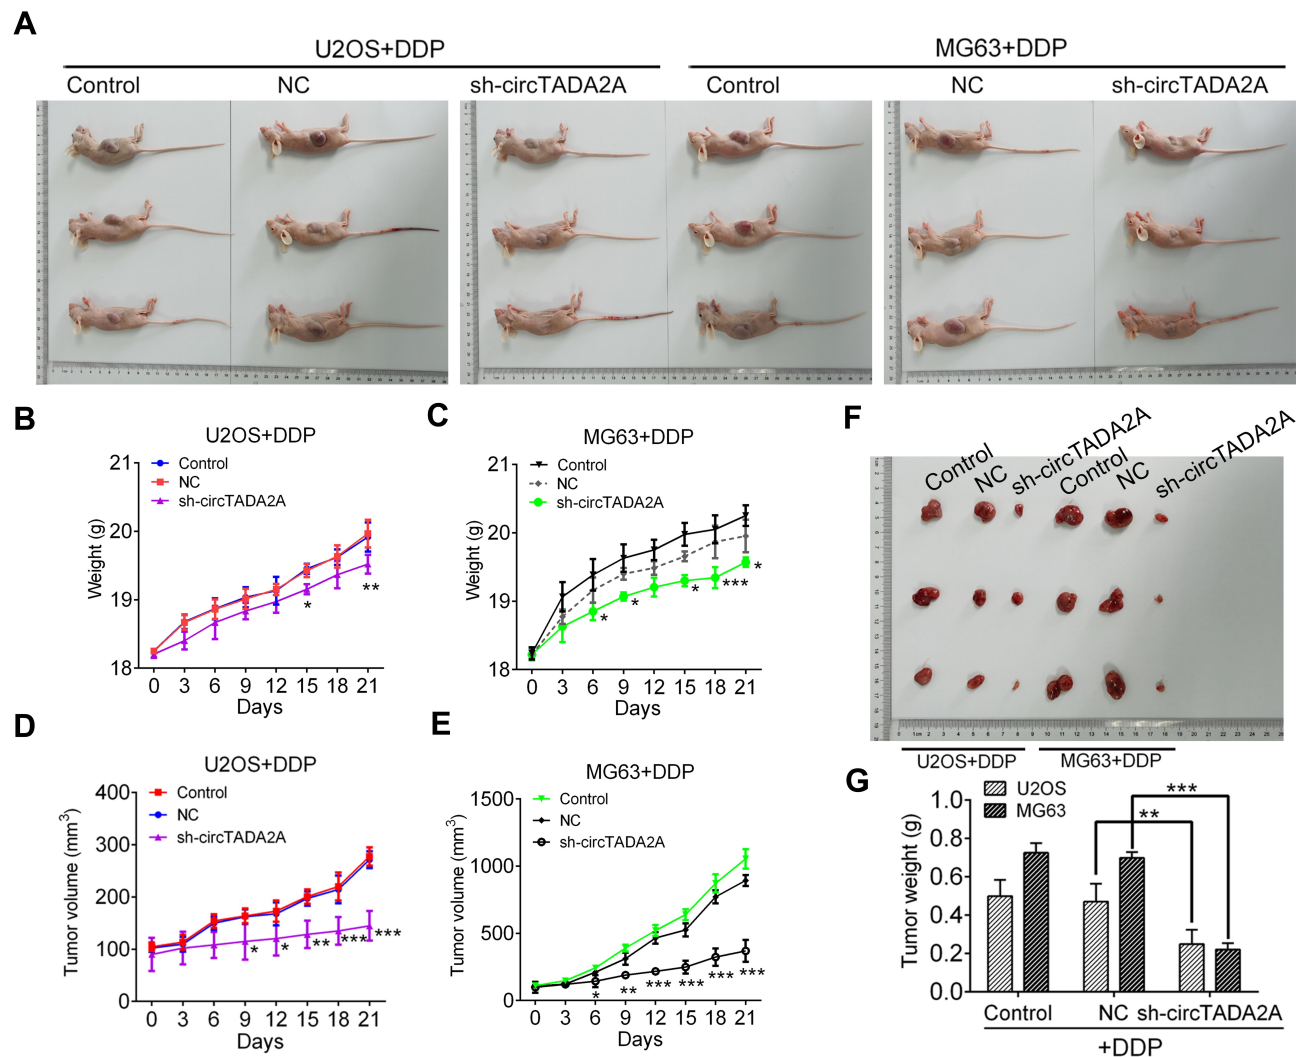 A
U2OS+DDP
MG63+DDP
Control
NC
sh-circTADA2A
Control
NC
sh-circTADA2A
B
U2OS+DDP
Control
NC
sh-circTADA2A
Weight (g)
21
20
19
18
*
**
0 3 6 9 12 15 18 21
Days
C
MG63+DDP
Control
NC
sh-circTADA2A
Weight (g)
21
20
19
18
*
*
*
***
*
0 3 6 9 12 15 18 21
Days
F
Control
NC
sh-circTADA2A
Control
NC
sh-circTADA2A
U2OS+DDP
MG63+DDP
D
U2OS+DDP
Control
NC
sh-circTADA2A
Tumor volume (mm³)
400
300
200
100
0
*
*
**
***
***
0 3 6 9 12 15 18 21
Days
E
MG63+DDP
Control
NC
sh-circTADA2A
Tumor volume (mm³)
1500
1000
500
0
*
**
***
***
***
***
0 3 6 9 12 15 18 21
Days
G
U2OS
MG63
***
**
Tumor weight (g)
1.0
0.8
0.6
0.4
0.2
0.0
Control
NC
sh-circTADA2A
+DDP